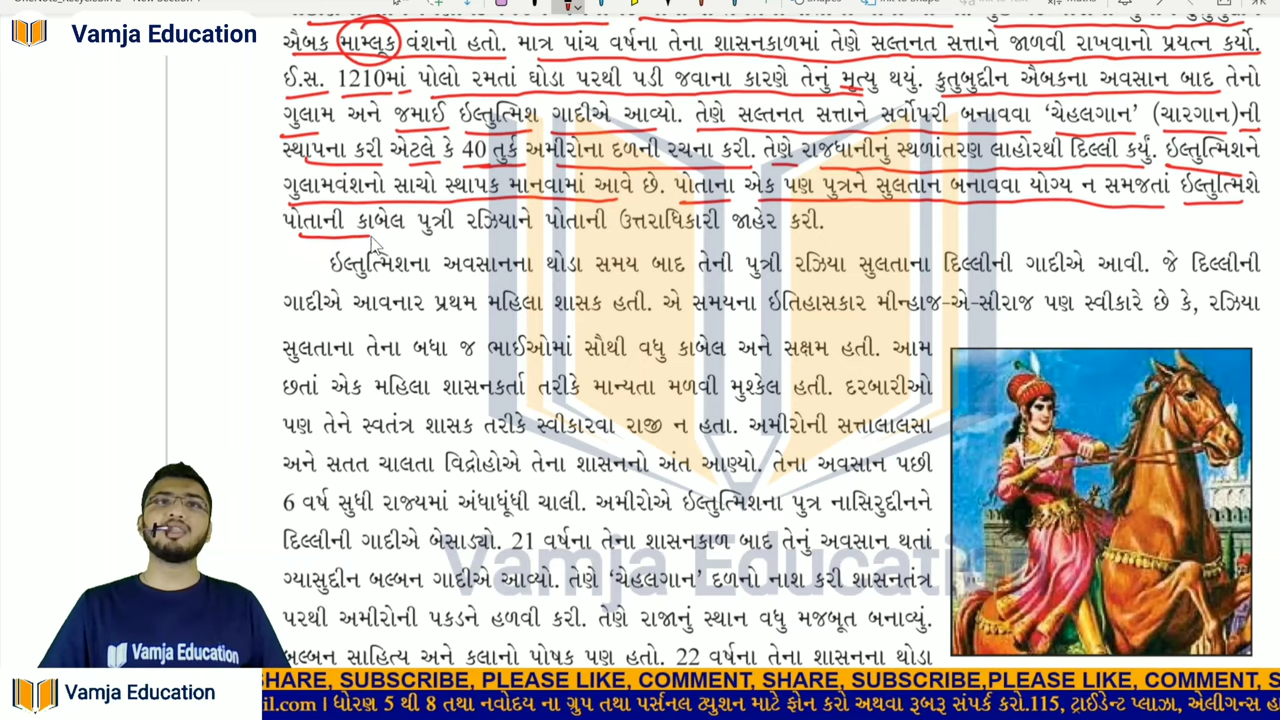 Vamja Education
ઐબક મામ્લૂક વંશનો હતો. માત્ર પાંચ વર્ષના તેના શાસનકાળમાં તેણે સલ્તનત સત્તાને જાળવી રાખવાનો પ્રયત્ન કર્યો.
ઈ.સ. 1210માં પોલો રમતાં ઘોડા પરથી પડી જવાના કારણે તેનું મૃત્યુ થયું. કુતુબુદ્દીન ઐબકના અવસાન બાદ તેનો
ગુલામ અને જમાઈ ઇલ્તુત્મિશ ગાદીએ આવ્યો. તેણે સલ્તનત સત્તાને સર્વોપરી બનાવવા ‘ચેહલગાન’ (ચારગાન)ની
સ્થાપના કરી એટલે કે 40 તુર્ક અમીરોના દળની રચના કરી. તેણે રાજધાનીનું સ્થળાંતરણ લાહોરથી દિલ્લી કર્યું. ઇલ્તુત્મિશને
ગુલામવંશનો સાચો સ્થાપક માનવામાં આવે છે. પોતાના એક પણ પુત્રને સુલતાન બનાવવા યોગ્ય ન સમજતાં ઇલ્તુત્મિશે
પોતાની કાબેલ પુત્રી રઝિયાને પોતાની ઉત્તરાધિકારી જાહેર કરી.
ઇલ્તુત્મિશના અવસાનના થોડા સમય બાદ તેની પુત્રી રઝિયા સુલતાના દિલ્લીની ગાદીએ આવી. જે દિલ્લીની
ગાદીએ આવનાર પ્રથમ મહિલા શાસક હતી. એ સમયના ઇતિહાસકાર મીન્હાજ-એ-સીરાજ પણ સ્વીકારે છે કે, રઝિયા
સુલતાના તેના બધા જ ભાઈઓમાં સૌથી વધુ કાબેલ અને સક્ષમ હતી. આમ
છતાં એક મહિલા શાસનકર્તા તરીકે માન્યતા મળવી મુશ્કેલ હતી. દરબારીઓ
પણ તેને સ્વતંત્ર શાસક તરીકે સ્વીકારવા રાજી ન હતા. અમીરોની સત્તાલાલસા
અને સતત ચાલતા વિદ્રોહોએ તેના શાસનનો અંત આણ્યો. તેના અવસાન પછી
6 વર્ષ સુધી રાજ્યમાં અંધાધૂંધી ચાલી. અમીરોએ ઇલ્તુત્મિશના પુત્ર નાસિરુદ્દીનને
દિલ્લીની ગાદીએ બેસાડ્યો. 21 વર્ષના તેના શાસનકાળ બાદ તેનું અવસાન થતાં
ગ્યાસુદ્દીન બલ્બન ગાદીએ આવ્યો. તેણે ‘ચેહલગાન’ દળનો નાશ કરી શાસનતંત્ર
પરથી અમીરોની પકડને હળવી કરી. તેણે રાજાનું સ્થાન વધુ મજબૂત બનાવ્યું.
બલ્બન સાહિત્ય અને કલાનો પોષક પણ હતો. 22 વર્ષના તેના શાસનના થોડા
Vamja Education
Vamja Education
Vamja Education
SHARE, SUBSCRIBE, PLEASE LIKE, COMMENT, SHARE, SUBSCRIBE,PLEASE LIKE, COMMENT, S
il.com | ધોરણ 5 થી 8 તથા નવોદય ના ગ્રુપ તથા પર્સનલ ટ્યુશન માટે ફોન કરો અથવા રૂબરૂ સંપર્ક કરો.115, ટ્રાઈડેન્ટ પ્લાઝા, એલીગન્સ